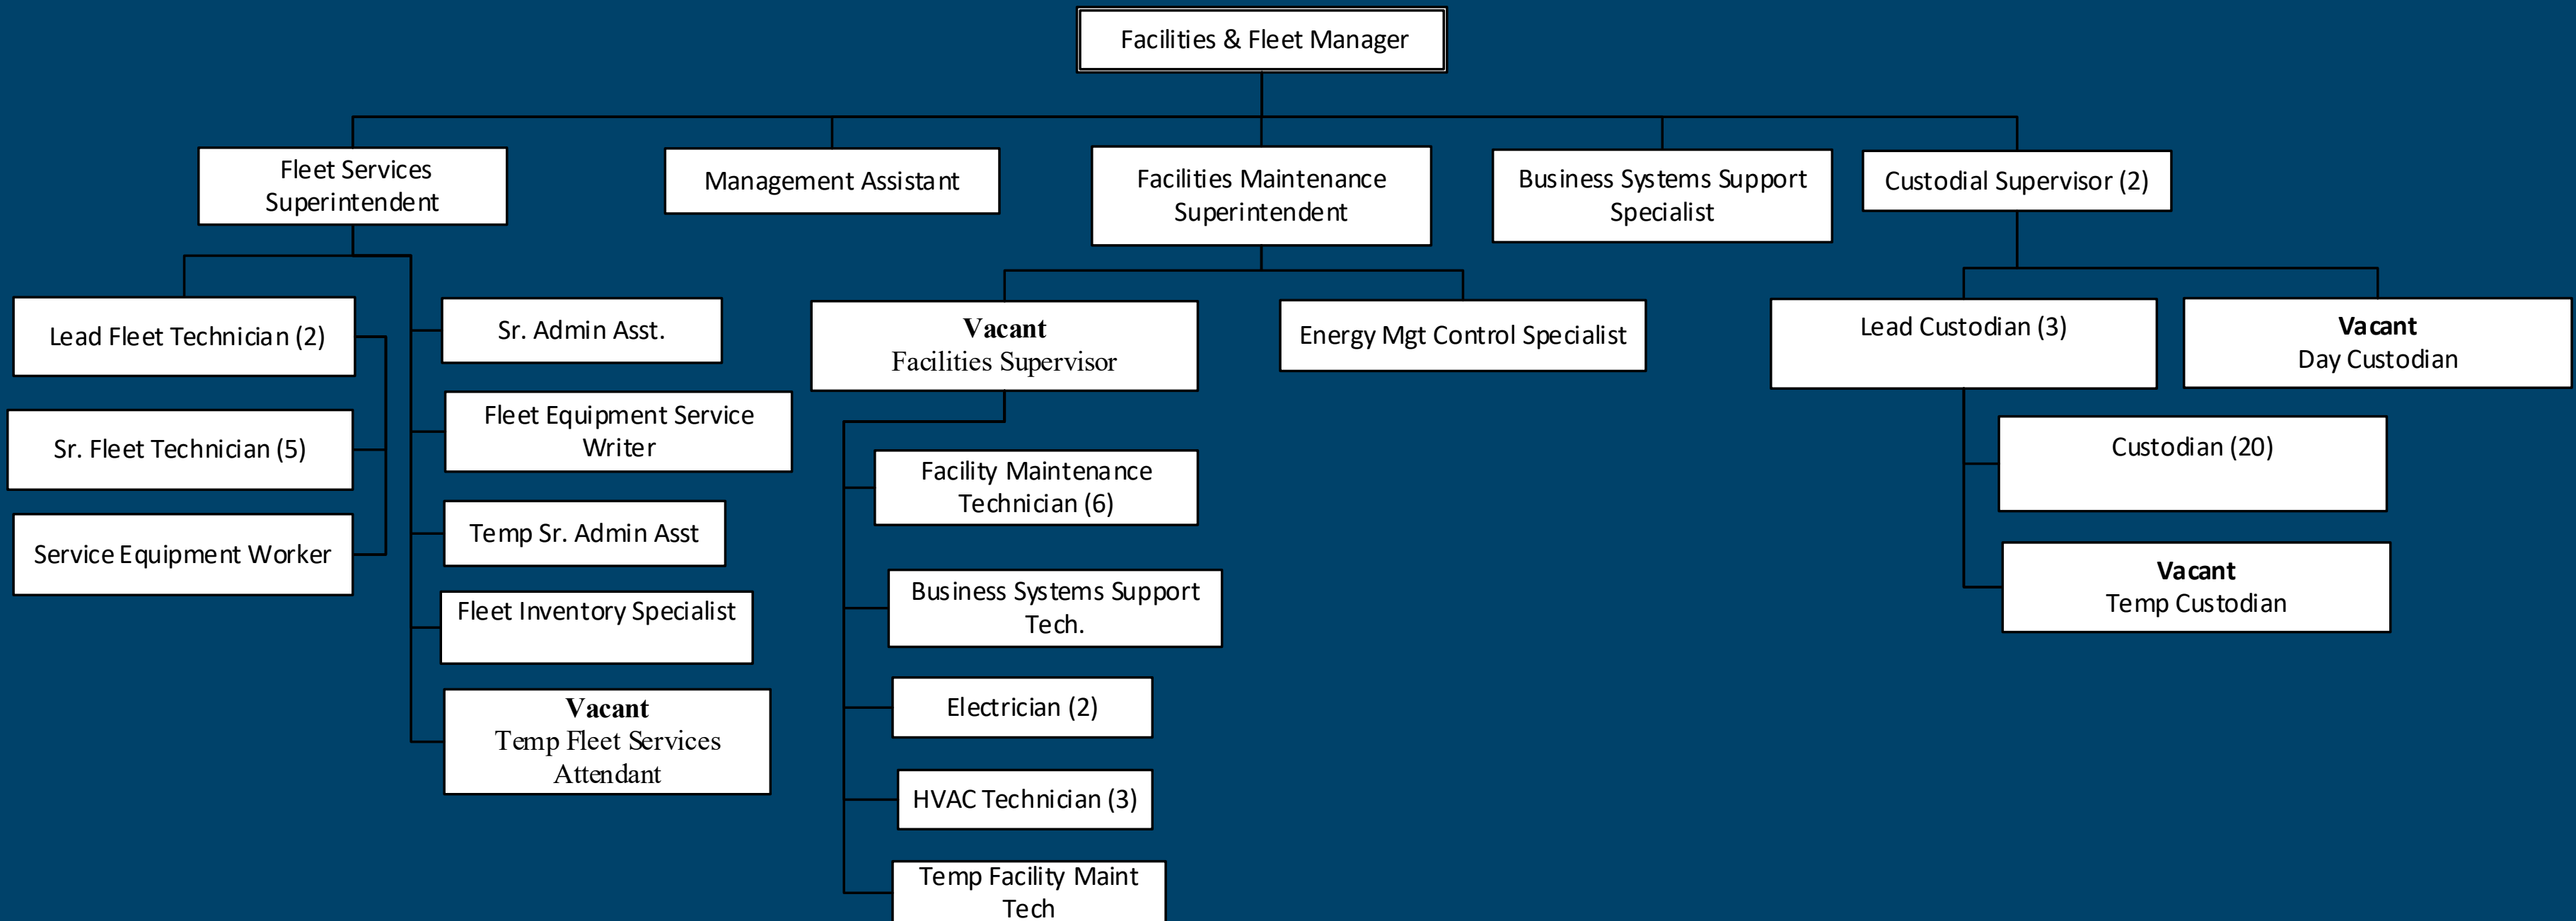 Facilities & Fleet Manager
Fleet Services
Superintendent
Management Assistant
Facilities Maintenance
Superintendent
Business Systems Support
Specialist
Custodial Supervisor (2)
Lead Fleet Technician (2)
Sr. Fleet Technician (5)
Service Equipment Worker
Sr. Admin Asst.
Fleet Equipment Service
Writer
Temp Sr. Admin Asst
Fleet Inventory Specialist
Vacant
Temp Fleet Services
Attendant
Vacant
Facilities Supervisor
Energy Mgt Control Specialist
Facility Maintenance
Technician (6)
Business Systems Support
Tech.
Electrician (2)
HVAC Technician (3)
Temp Facility Maint
Tech
Lead Custodian (3)
Vacant
Day Custodian
Custodian (20)
Vacant
Temp Custodian